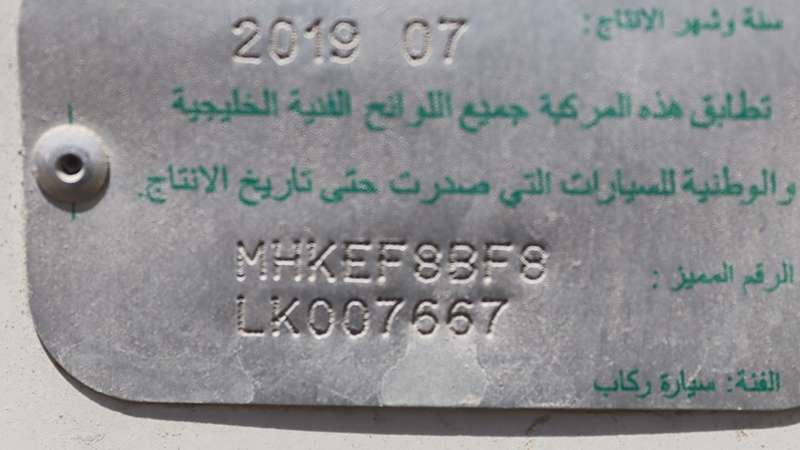 سنة وشهر الانتاج: 2019 07
تطابق هذه المركبة جميع اللوائح الفنية الخليجية
والوطنية للسيارات التي صدرت حتى تاريخ الانتاج.
الرقم المميز: MHKEF8BF8
LK007667
الفئة: سيارة ركاب